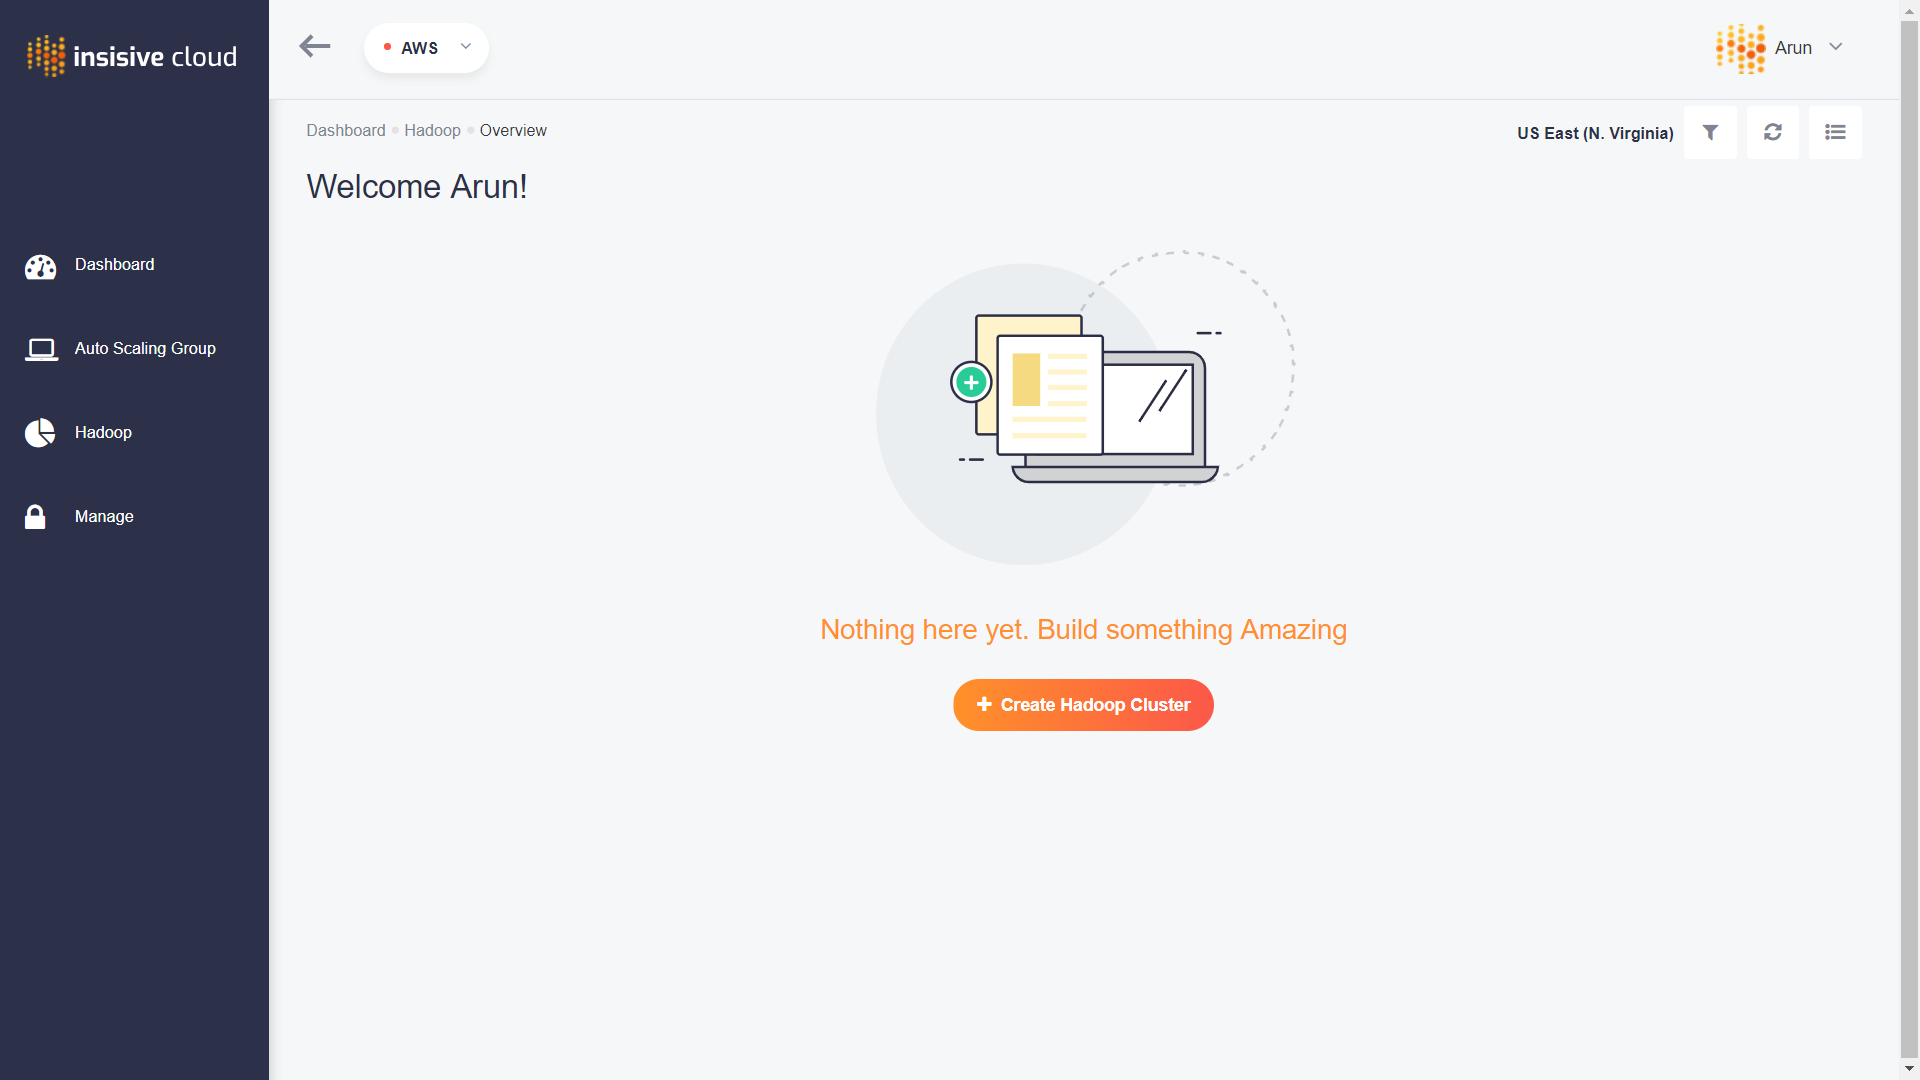 insisive cloud
AWS
Arun
Dashboard Hadoop Overview
US East (N. Virginia)
Welcome Arun!
Dashboard
Auto Scaling Group
Hadoop
Manage
Nothing here yet. Build something Amazing
Create Hadoop Cluster